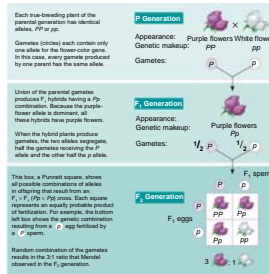 Each true-breeding plant of the
parental generation has identical
alleles, PP or pp.
Gametes (circles) each contain only
one allele for the flower-color gene.
In this case, every gamete produced
by one parent has the same allele.
P Generation
Appearance:
Purple flowers
White flow
Genetic makeup:
PP
pp
Gametes:
P
p
Union of the parental gametes
produces F1 hybrids having a Pp
combination. Because the purple-
flower allele is dominant, all
these hybrids have purple flowers.
When the hybrid plants produce
gametes, the two alleles segregate,
half the gametes receiving the P
allele and the other half the p allele.
F1 Generation
Appearance:
Purple flowers
Genetic makeup:
Pp
Gametes:
1/2 P
1/2 p
This box, a Punnett square, shows
all possible combinations of alleles
in offspring that result from an
F1 × F1 (Pp × Pp) cross. Each square
represents an equally probable product
of fertilization. For example, the bottom
left box shows the genetic combination
resulting from a p egg fertilized by
a P sperm.
Random combination of the gametes
results in the 3:1 ratio that Mendel
observed in the F2 generation.
F1 sperm
F2 Generation
P
p
F1 eggs
P
PP
Pp
p
Pp
pp
3 : 1